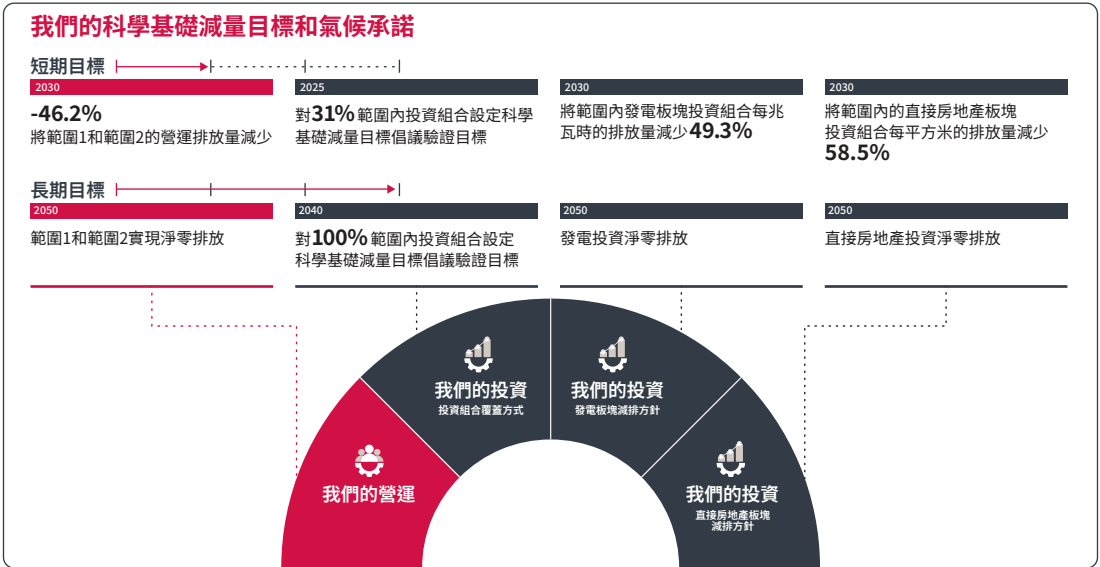 我們的科學基礎減量目標和氣候承諾
短期目標
2030
-46.2%
將範圍1和範圍2的營運排放量減少
2025
對31%範圍內投資組合設定科學
基礎減量目標倡議驗證目標
2030
將範圍內發電板塊投資組合每兆
瓦時的排放量減少49.3%
2030
將範圍內的直接房地產板塊
投資組合每平方米的排放量減少
58.5%
長期目標
2050
範圍1和範圍2實現淨零排放
2040
對100%範圍內投資組合設定
科學基礎減量目標倡議驗證目標
2050
發電投資淨零排放
2050
直接房地產投資淨零排放
我們的營運
我們的投資
投資組合覆蓋方式
我們的投資
發電板塊減排方針
我們的投資
直接房地產板塊
減排方針